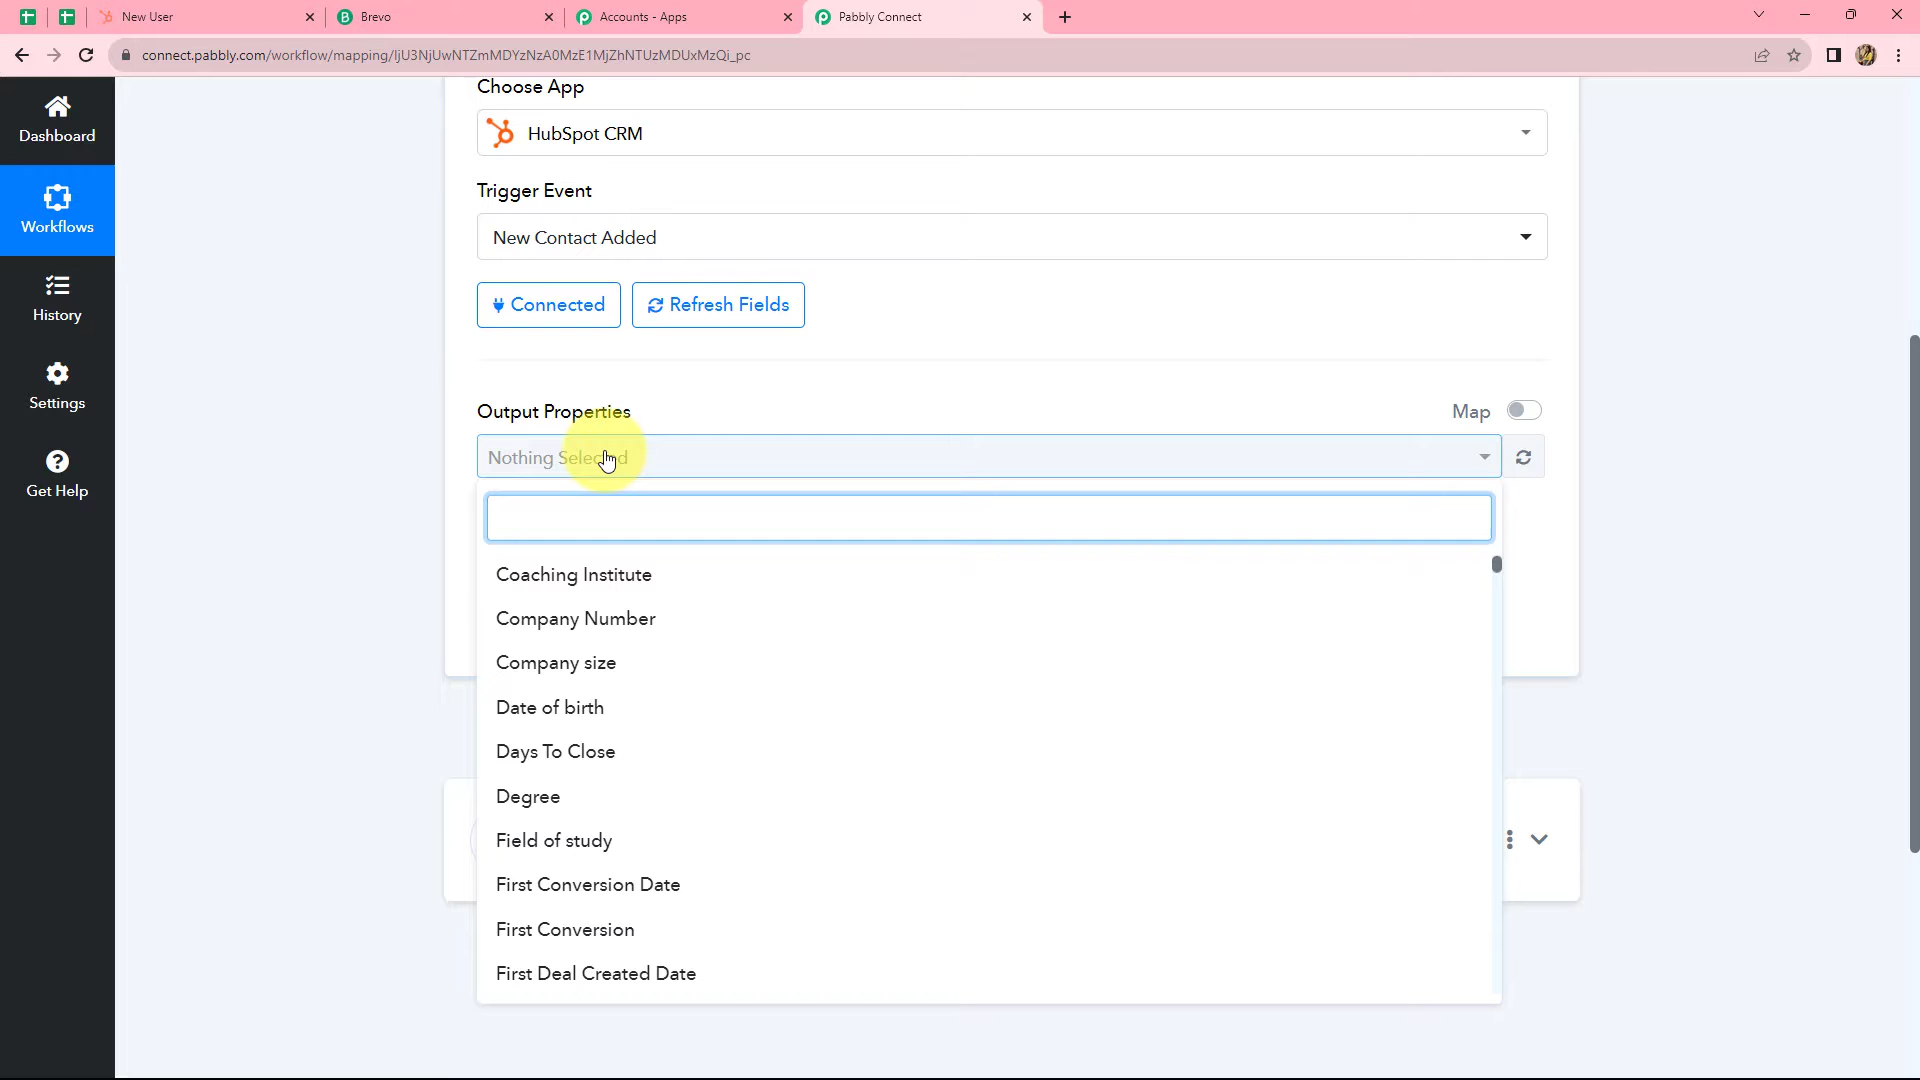 New User
Brevo
Accounts - Apps
Pabbly Connect
connect.pabbly.com/workflow/mapping/IjU3NjUwNTZmMDYzNzA0MzE1MjZhNTUzMDUxMzQi_pc
Dashboard
Workflows
History
Settings
Get Help
Choose App
HubSpot CRM
Trigger Event
New Contact Added
Connected
Refresh Fields
Output Properties
Map
Nothing Selected
Coaching Institute
Company Number
Company size
Date of birth
Days To Close
Degree
Field of study
First Conversion Date
First Conversion
First Deal Created Date